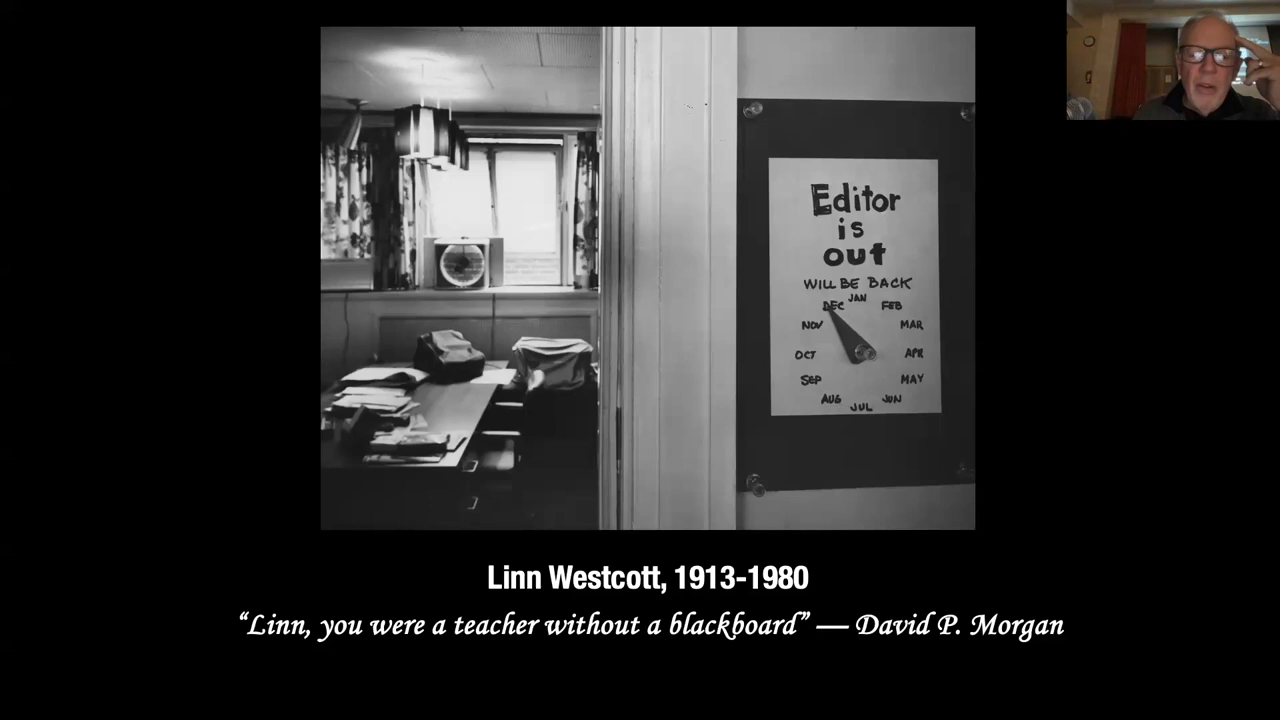 Editor
is
out
WILL BE BACK
JAN
FEB
MAR
APR
MAY
JUN
JUL
AUG
SEP
OCT
NOV
DEC
Linn Westcott, 1913-1980
“Linn, you were a teacher without a blackboard” — David P. Morgan